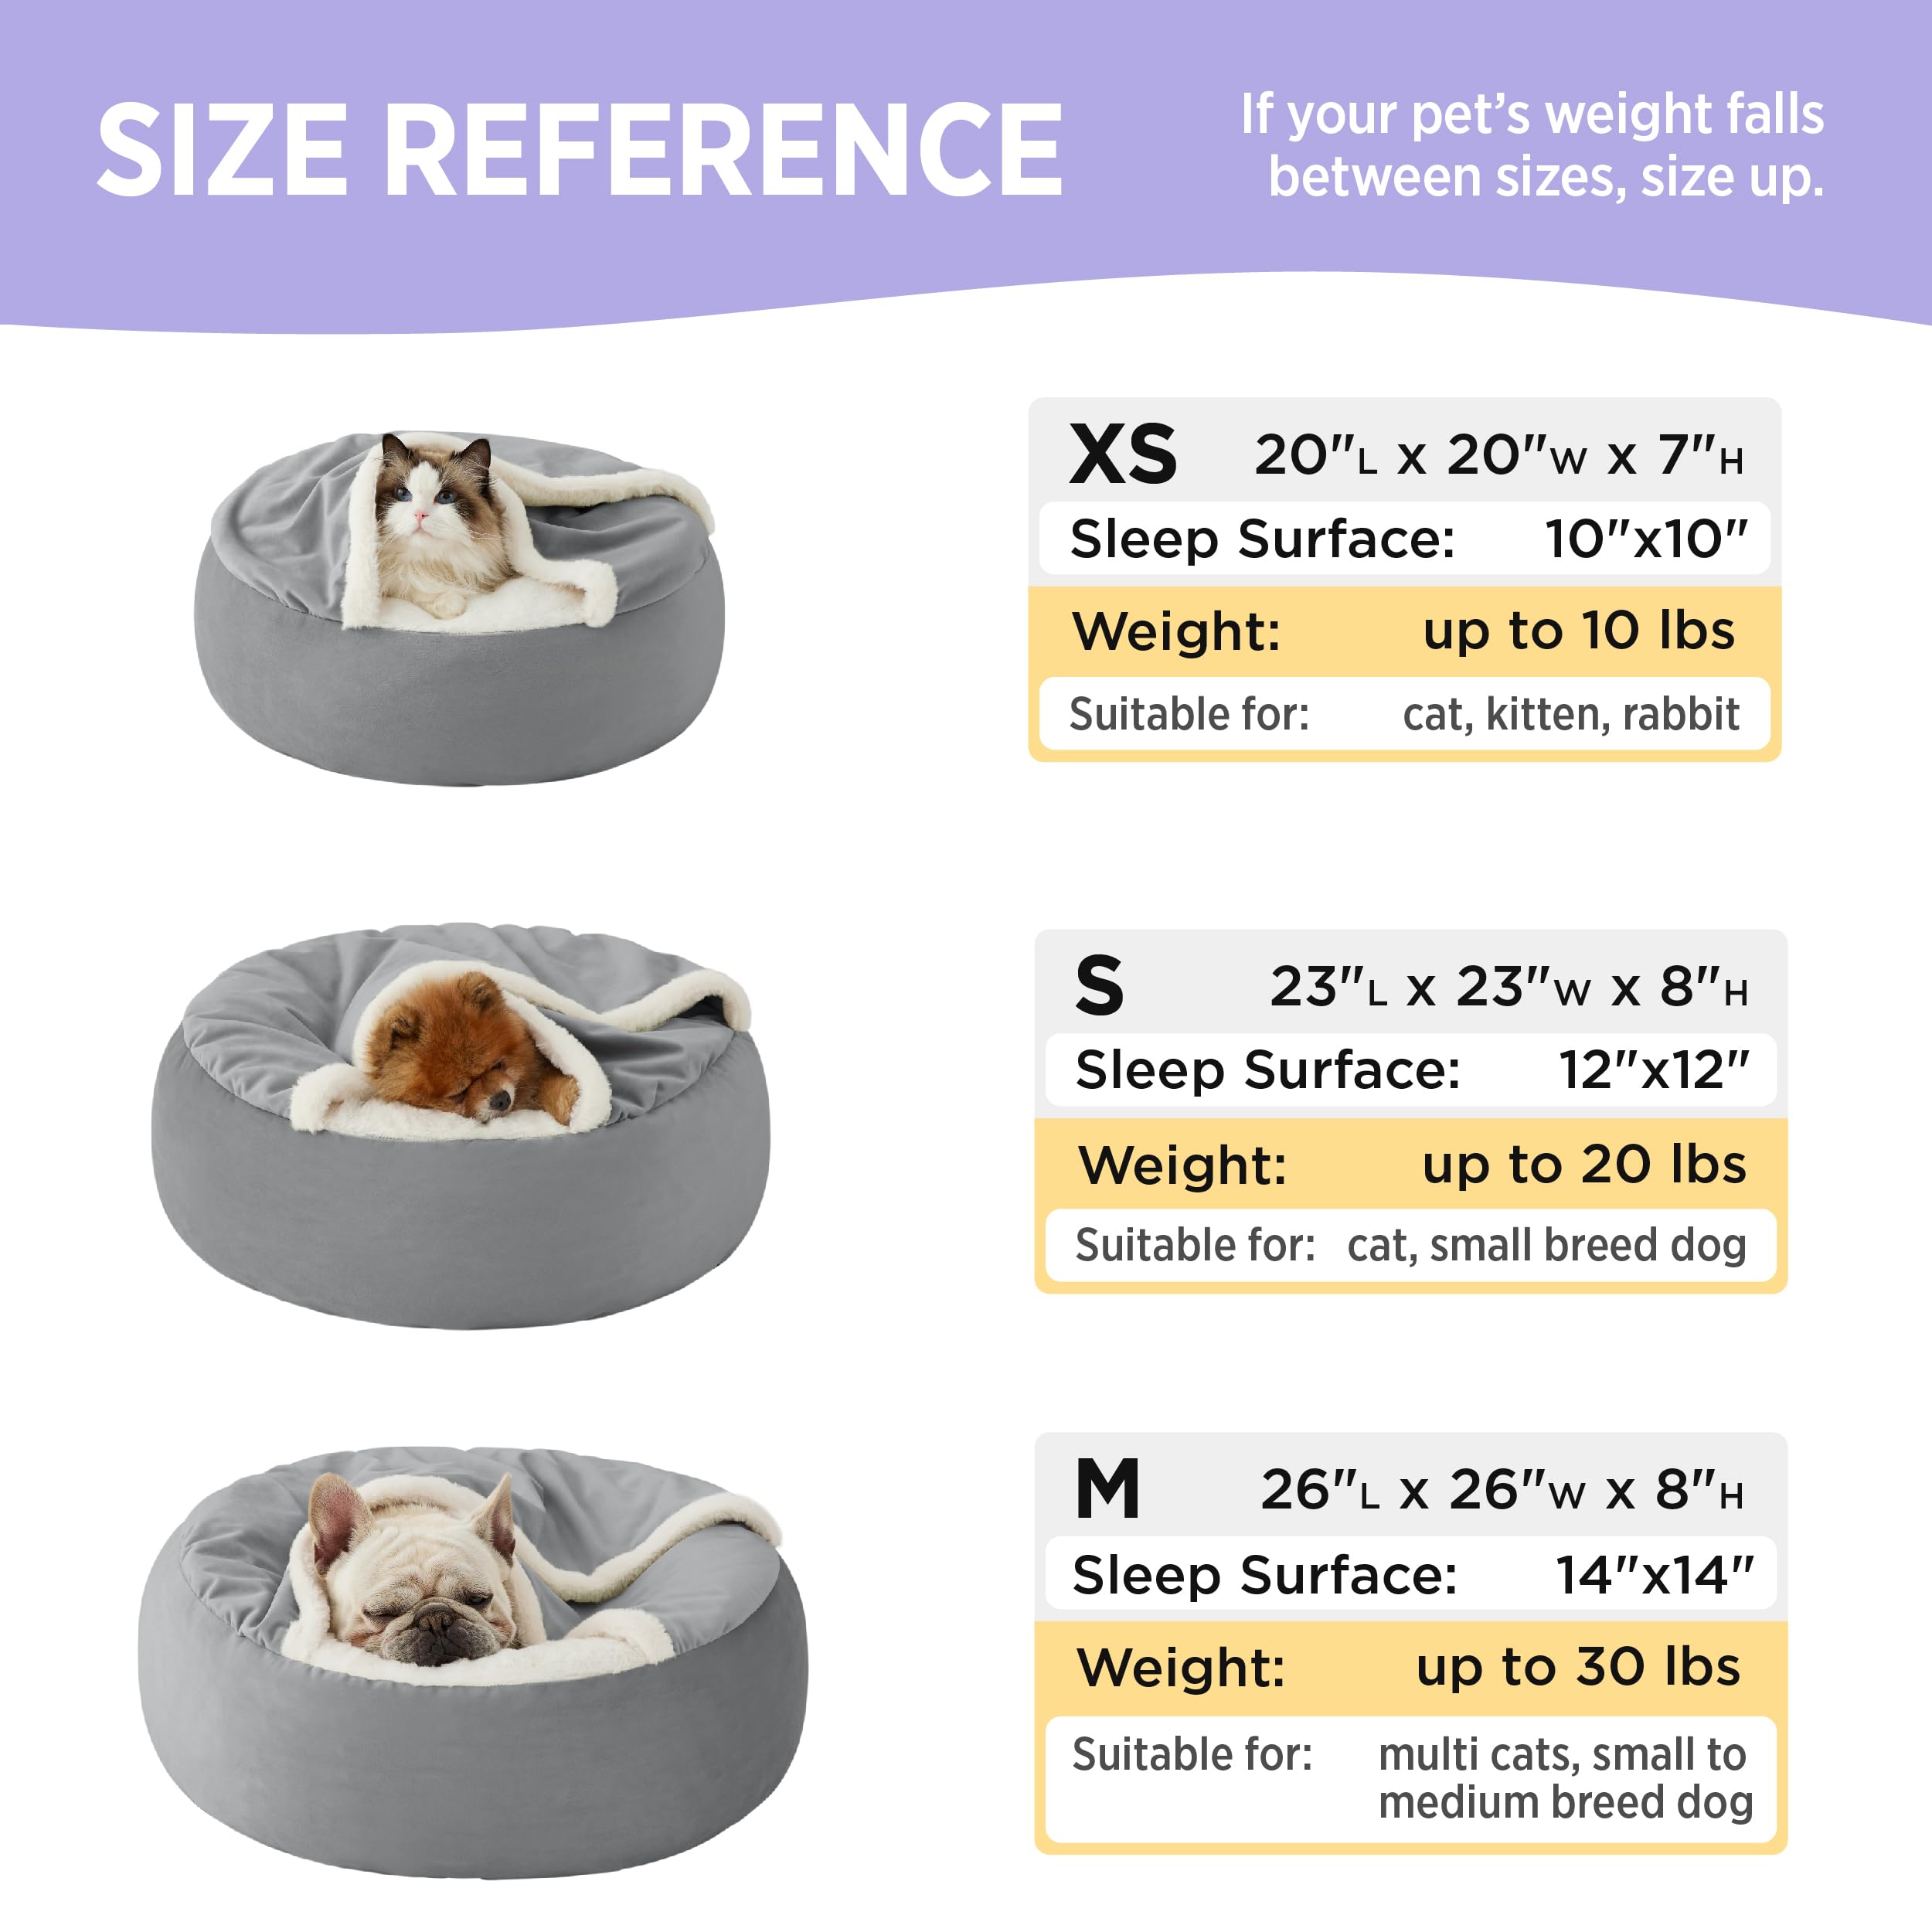 SIZE REFERENCE
If your pet’s weight falls
between sizes, size up.
XS 20"L x 20"W x 7"H
Sleep Surface: 10"x10"
Weight: up to 10 lbs
Suitable for: cat, kitten, rabbit
S 23"L x 23"W x 8"H
Sleep Surface: 12"x12"
Weight: up to 20 lbs
Suitable for: cat, small breed dog
M 26"L x 26"W x 8"H
Sleep Surface: 14"x14"
Weight: up to 30 lbs
Suitable for: multi cats, small to
medium breed dog